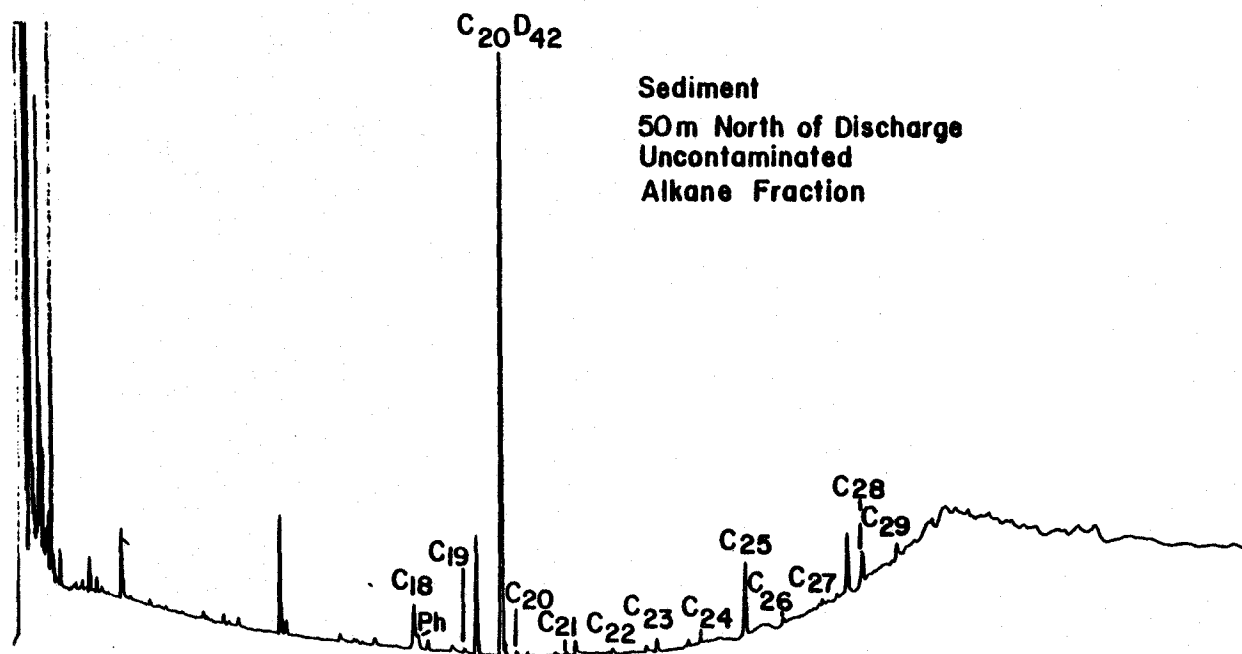 C20D42
Sediment
50m North of Discharge
Uncontaminated
Alkane Fraction
C18
Ph
C19
C20
C21
C22
C23
C24
C25
C26
C27
C28
C29